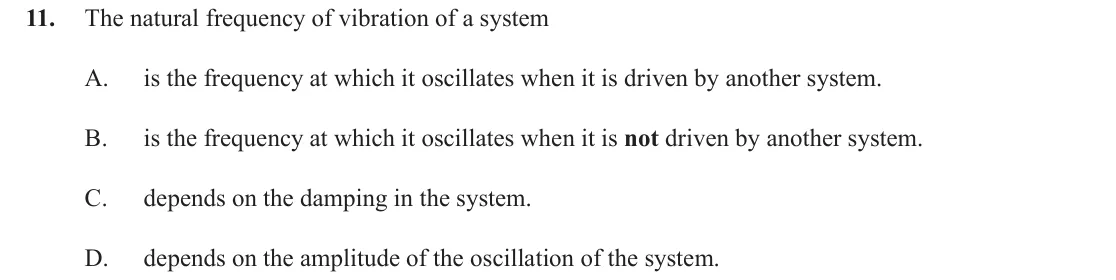 11. The natural frequency of vibration of a system
A. is the frequency at which it oscillates when it is driven by another system.
B. is the frequency at which it oscillates when it is not driven by another system.
C. depends on the damping in the system.
D. depends on the amplitude of the oscillation of the system.